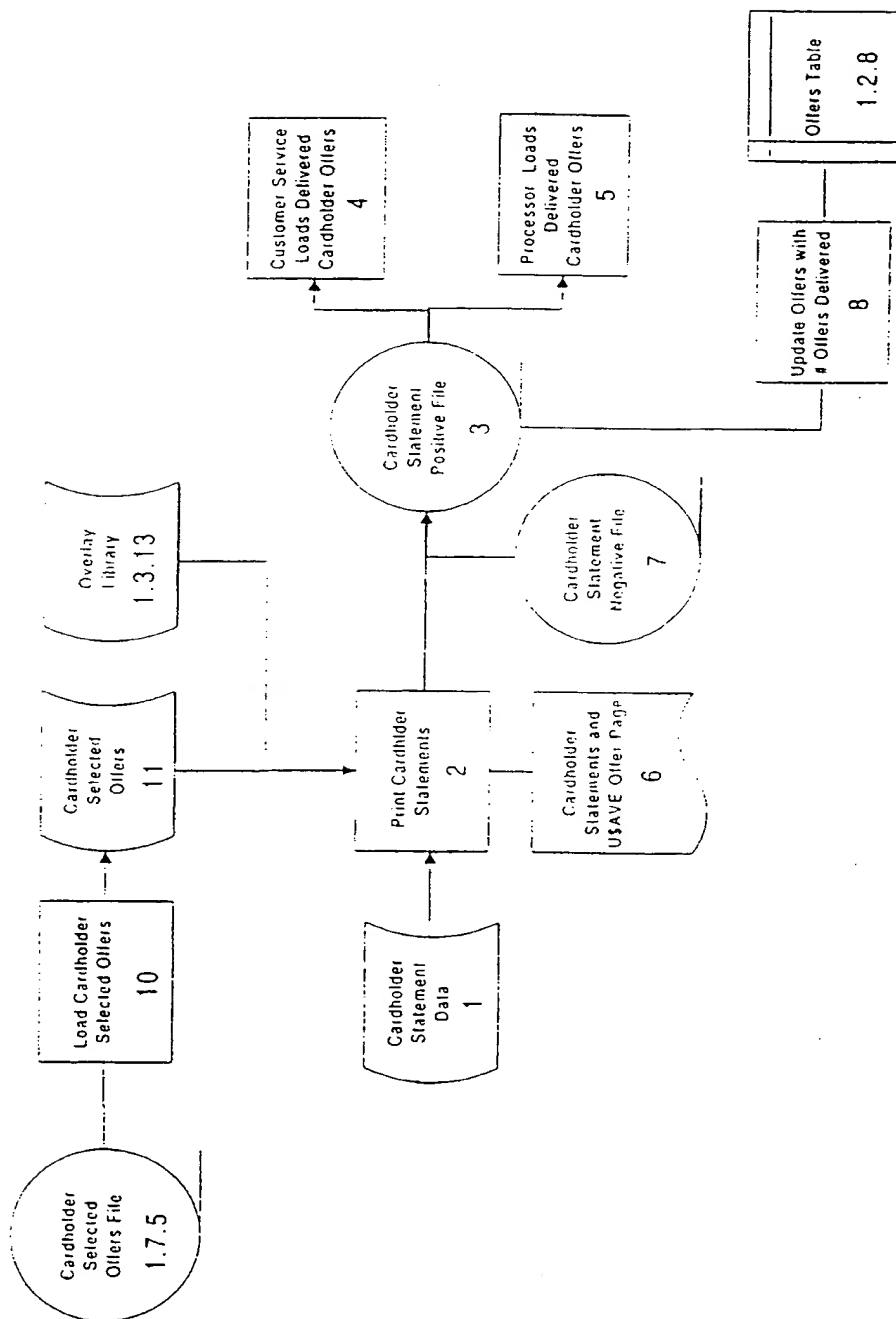 Cardholder
Selected
Offers File
1.7.5
Load Cardholder
Selected Offers
10
Cardholder
Selected
Offers
11
Overlay
Library
1.3.13
Cardholder
Statement
Data
1
Print Cardhlder
Statements
2
Cardholder
Statements and
U$AVE Offer Page
6
Cardholder
Statement
Positive File
3
Cardholder
Statement
Negative File
7
Customer Service
Loads Delivered
Cardholder Offers
4
Processor Loads
Delivered
Cardholder Offers
5
Update Offers with
# Offers Delivered
8
Offers Table
1.2.8